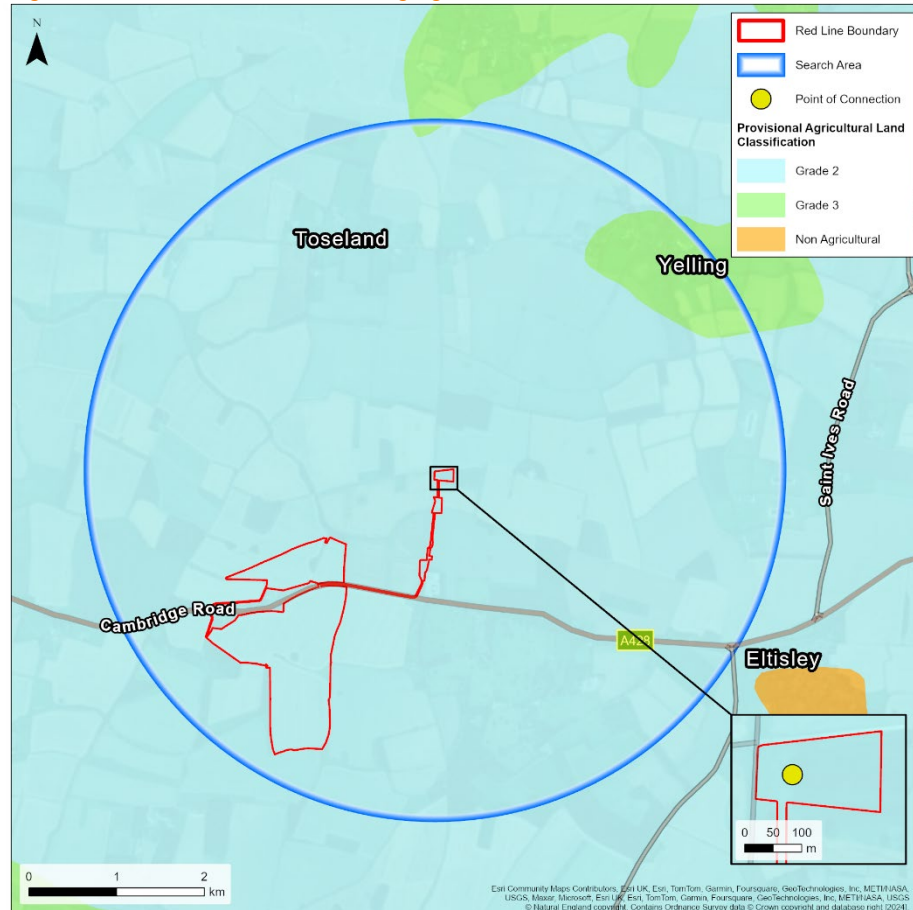 N
Red Line Boundary
Search Area
Point of Connection
Provisional Agricultural Land
Classification
Grade 2
Grade 3
Non Agricultural
Toseland
Yelling
Saint Ives Road
Cambridge Road
A428
Eltisley
0 50 100
m
0 1 2
km
Esri Community Maps Contributors, Esri UK, Esri, TomTom, Garmin, Foursquare, GeoTechnologies, Inc, METI/NASA,
USGS, Maxar, Microsoft, Esri UK, Esri, TomTom, Garmin, Foursquare, GeoTechnologies, Inc, METI/NASA, USGS
© Natural England copyright. Contains Ordnance Survey data © Crown copyright and database right [2024].